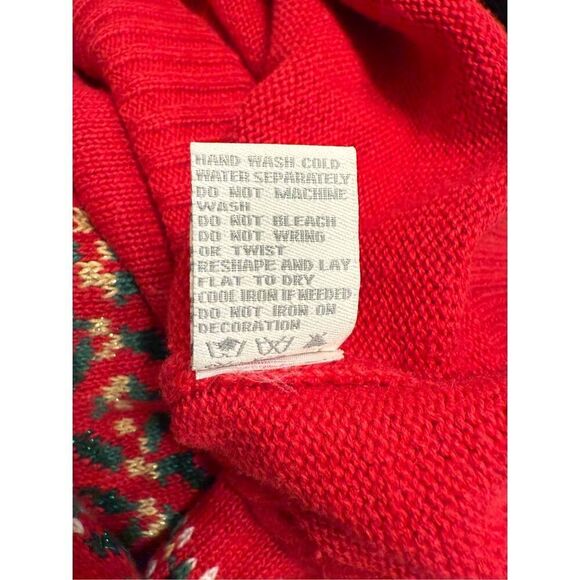 HAND WASH COLD
WATER SEPARATELY
DO NOT MACHINE
WASH
DO NOT BLEACH
DO NOT WRING
OR TWIST
RESHAPE AND LAY
FLAT TO DRY
COOL IRON IF NEEDED
DO NOT IRON ON
DECORATION